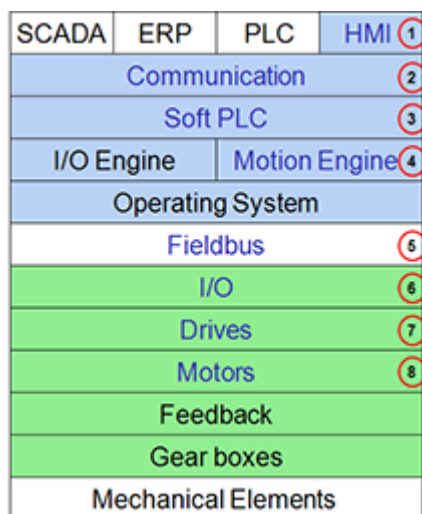 SCADA ERP PLC HMI 1
Communication 2
Soft PLC 3
I/O Engine Motion Engine 4
Operating System
Fieldbus 5
I/O 6
Drives 7
Motors 8
Feedback
Gear boxes
Mechanical Elements